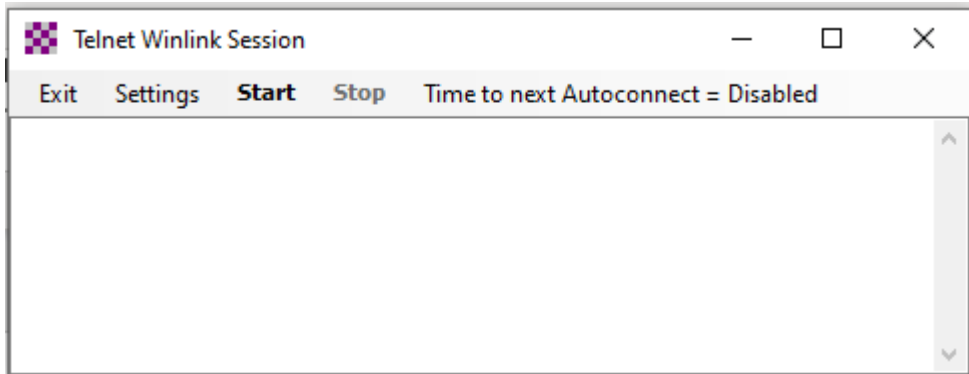 Telnet Winlink Session
Exit Settings Start Stop Time to next Autoconnect = Disabled